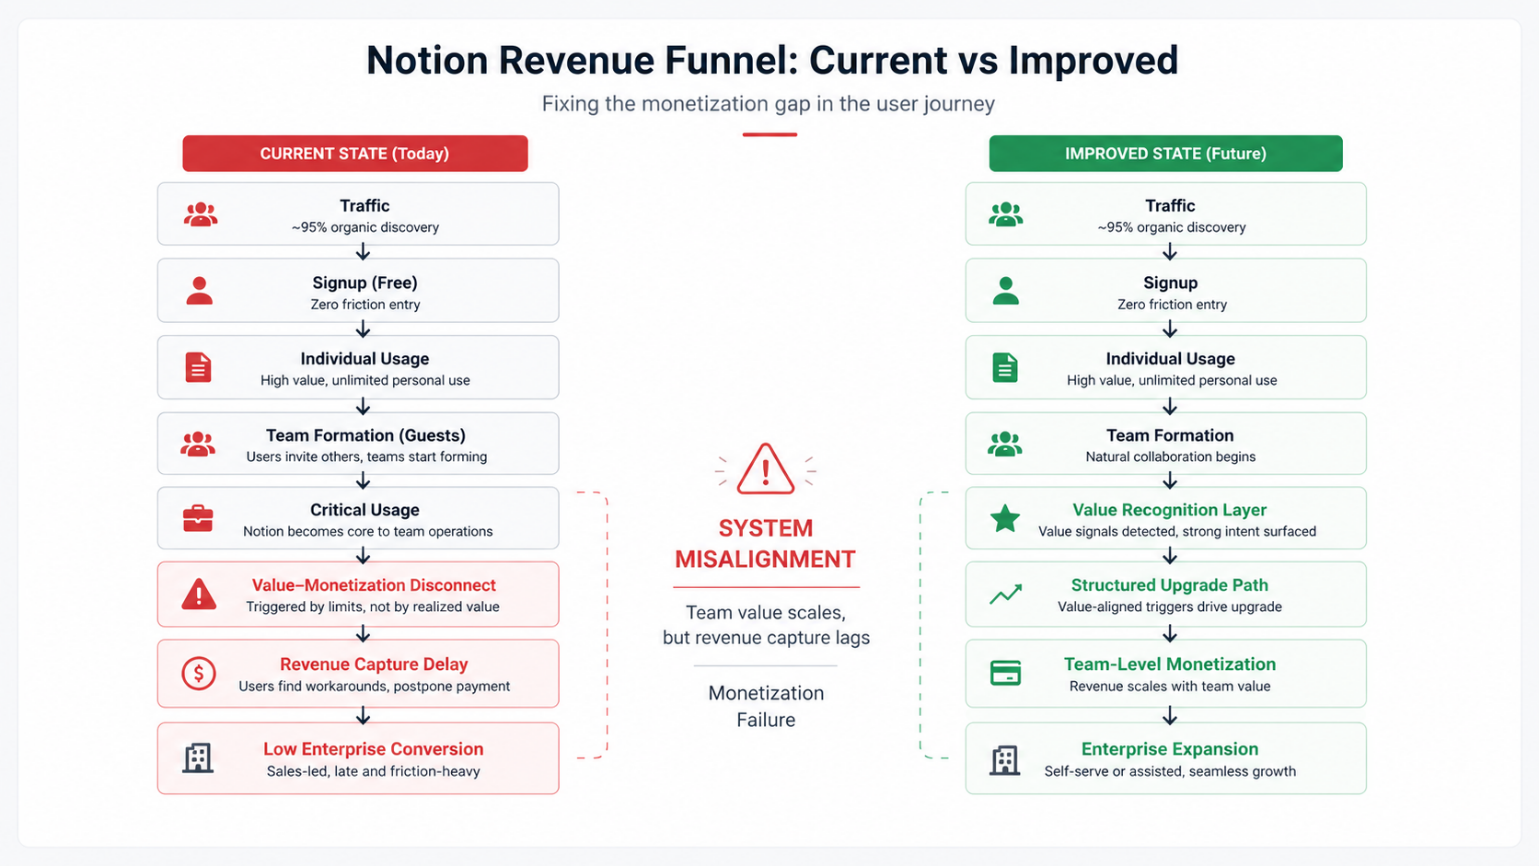 Notion Revenue Funnel: Current vs Improved
Fixing the monetization gap in the user journey
CURRENT STATE (Today)
Traffic
~95% organic discovery
Signup (Free)
Zero friction entry
Individual Usage
High value, unlimited personal use
Team Formation (Guests)
Users invite others, teams start forming
Critical Usage
Notion becomes core to team operations
Value–Monetization Disconnect
Triggered by limits, not by realized value
Revenue Capture Delay
Users find workarounds, postpone payment
Low Enterprise Conversion
Sales-led, late and friction-heavy
SYSTEM
MISALIGNMENT
Team value scales,
but revenue capture lags
Monetization
Failure
IMPROVED STATE (Future)
Traffic
~95% organic discovery
Signup
Zero friction entry
Individual Usage
High value, unlimited personal use
Team Formation
Natural collaboration begins
Value Recognition Layer
Value signals detected, strong intent surfaced
Structured Upgrade Path
Value-aligned triggers drive upgrade
Team-Level Monetization
Revenue scales with team value
Enterprise Expansion
Self-serve or assisted, seamless growth